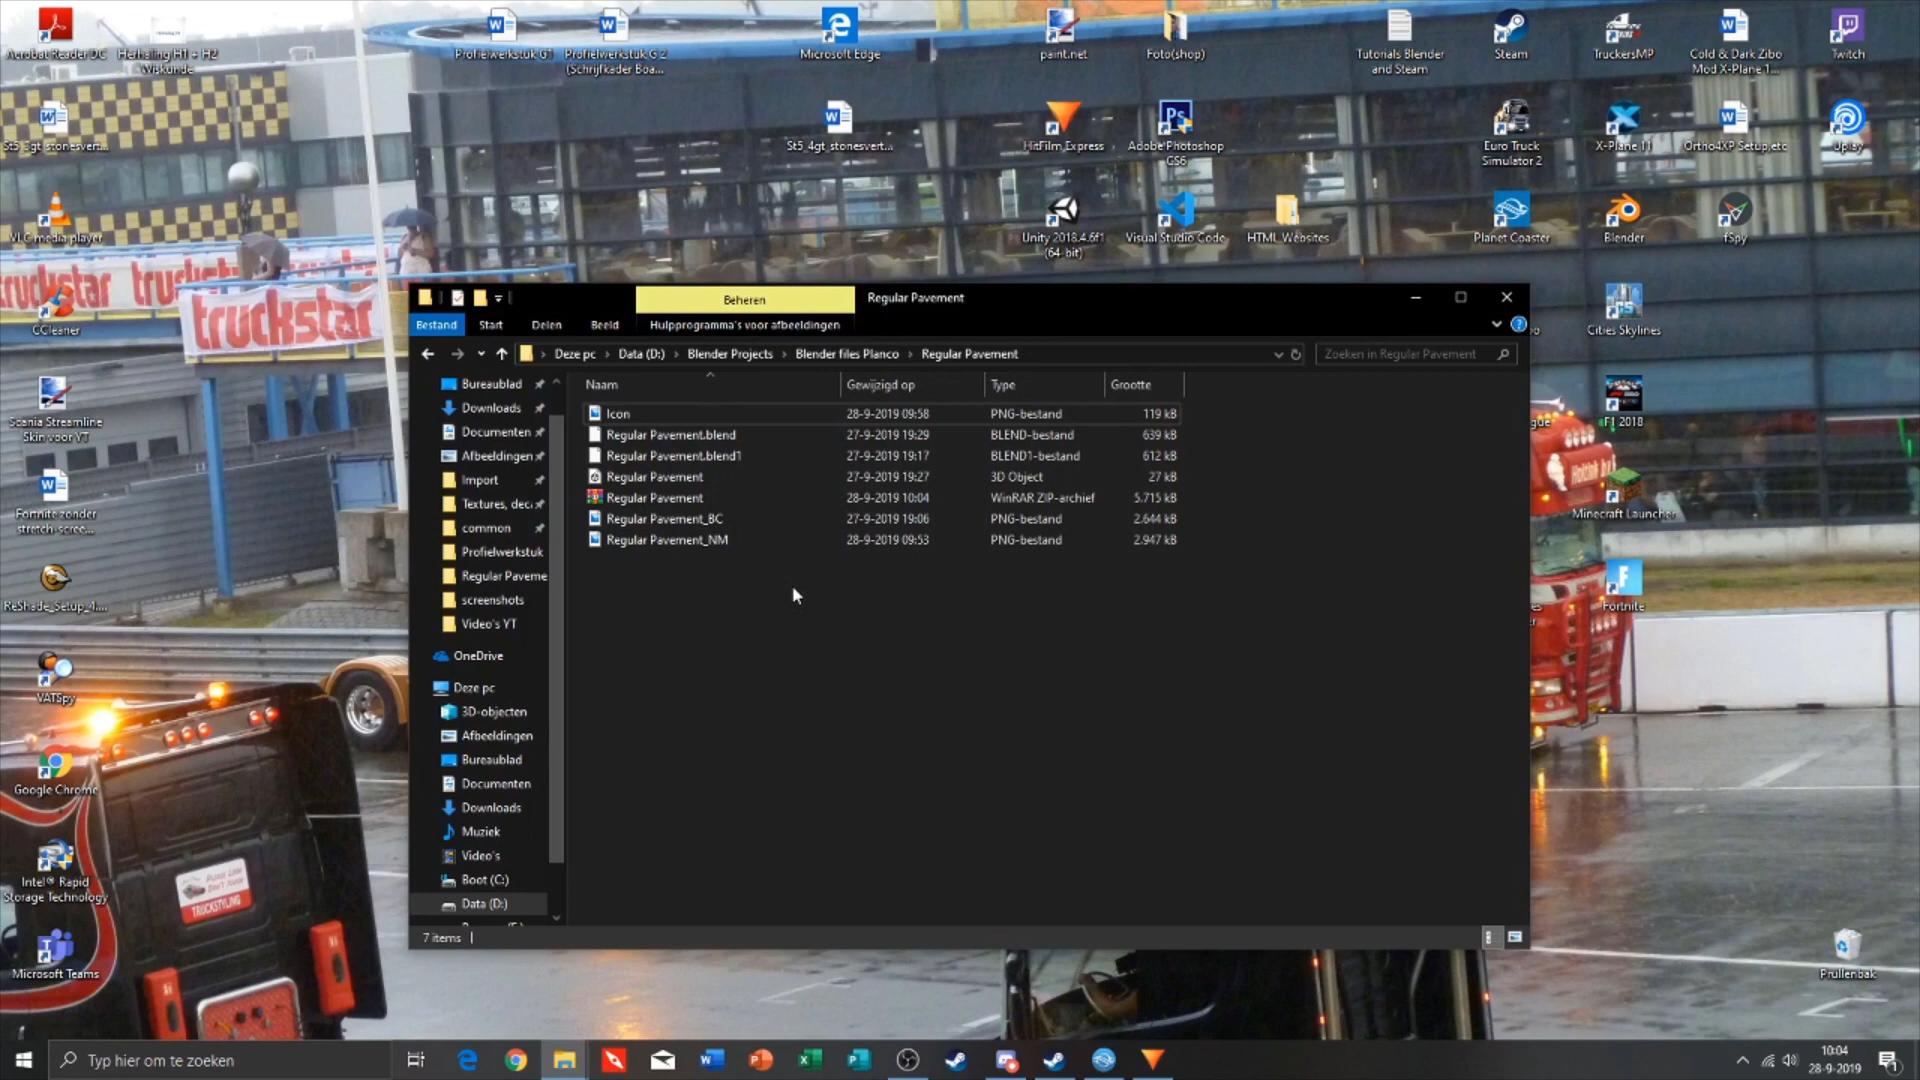 Acrobat Reader DC
Herhaling H1 + H2
Wiskunde
Profielwerkstuk G1
Profielwerkstuk G 2
(Schrijfkader Boa...
Microsoft Edge
paint.net
Foto(shop)
Tutorials Blender
and Steam
Steam
TruckersMP
Cold & Dark Zibo
Mod X-Plane 1...
Twitch
St5_3gt_stonesvert...
St5_4gt_stonesvert...
HitFilm_Express
Adobe Photoshop
CS6
Euro Truck
Simulator 2
X-Plane 11
Ortho4XP Setup,etc
Uplay
VLC media player
Unity 2018.4.6f1
(64-bit)
Visual Studio Code
HTML Websites
Planet Coaster
Blender
fSpy
truckstar
truckstar
CCleaner
Cities Skylines
Scania Streamline
Skin voor YT
F1 2018
Fortnite zonder
stretch-scree...
Minecraft Launcher
ReShade_Setup_4....
Fortnite
VATSpy
Google Chrome
Intel® Rapid
Storage Technology
TRUCKSTYLING
Microsoft Teams
Prullenbak
Beheren
Regular Pavement
Bestand
Start
Delen
Beeld
Hulpprogramma's voor afbeeldingen
Deze pc > Data (D:) > Blender Projects > Blender files Planco > Regular Pavement
Zoeken in Regular Pavement
Bureaublad
Downloads
Documenten
Afbeeldingen
Import
Textures, deca
common
Profielwerkstuk
Regular Paveme
screenshots
Video's YT
OneDrive
Deze pc
3D-objecten
Afbeeldingen
Bureaublad
Documenten
Downloads
Muziek
Video's
Boot (C:)
Data (D:)
Naam Gewijzigd op Type Grootte
Icon 28-9-2019 09:58 PNG-bestand 119 kB
Regular Pavement.blend 27-9-2019 19:29 BLEND-bestand 639 kB
Regular Pavement.blend1 27-9-2019 19:17 BLEND1-bestand 612 kB
Regular Pavement 27-9-2019 19:27 3D Object 27 kB
Regular Pavement 28-9-2019 10:04 WinRAR ZIP-archief 5.715 kB
Regular Pavement_BC 27-9-2019 19:06 PNG-bestand 2.644 kB
Regular Pavement_NM 28-9-2019 09:53 PNG-bestand 2.947 kB
7 items
Typ hier om te zoeken
10:04
28-9-2019